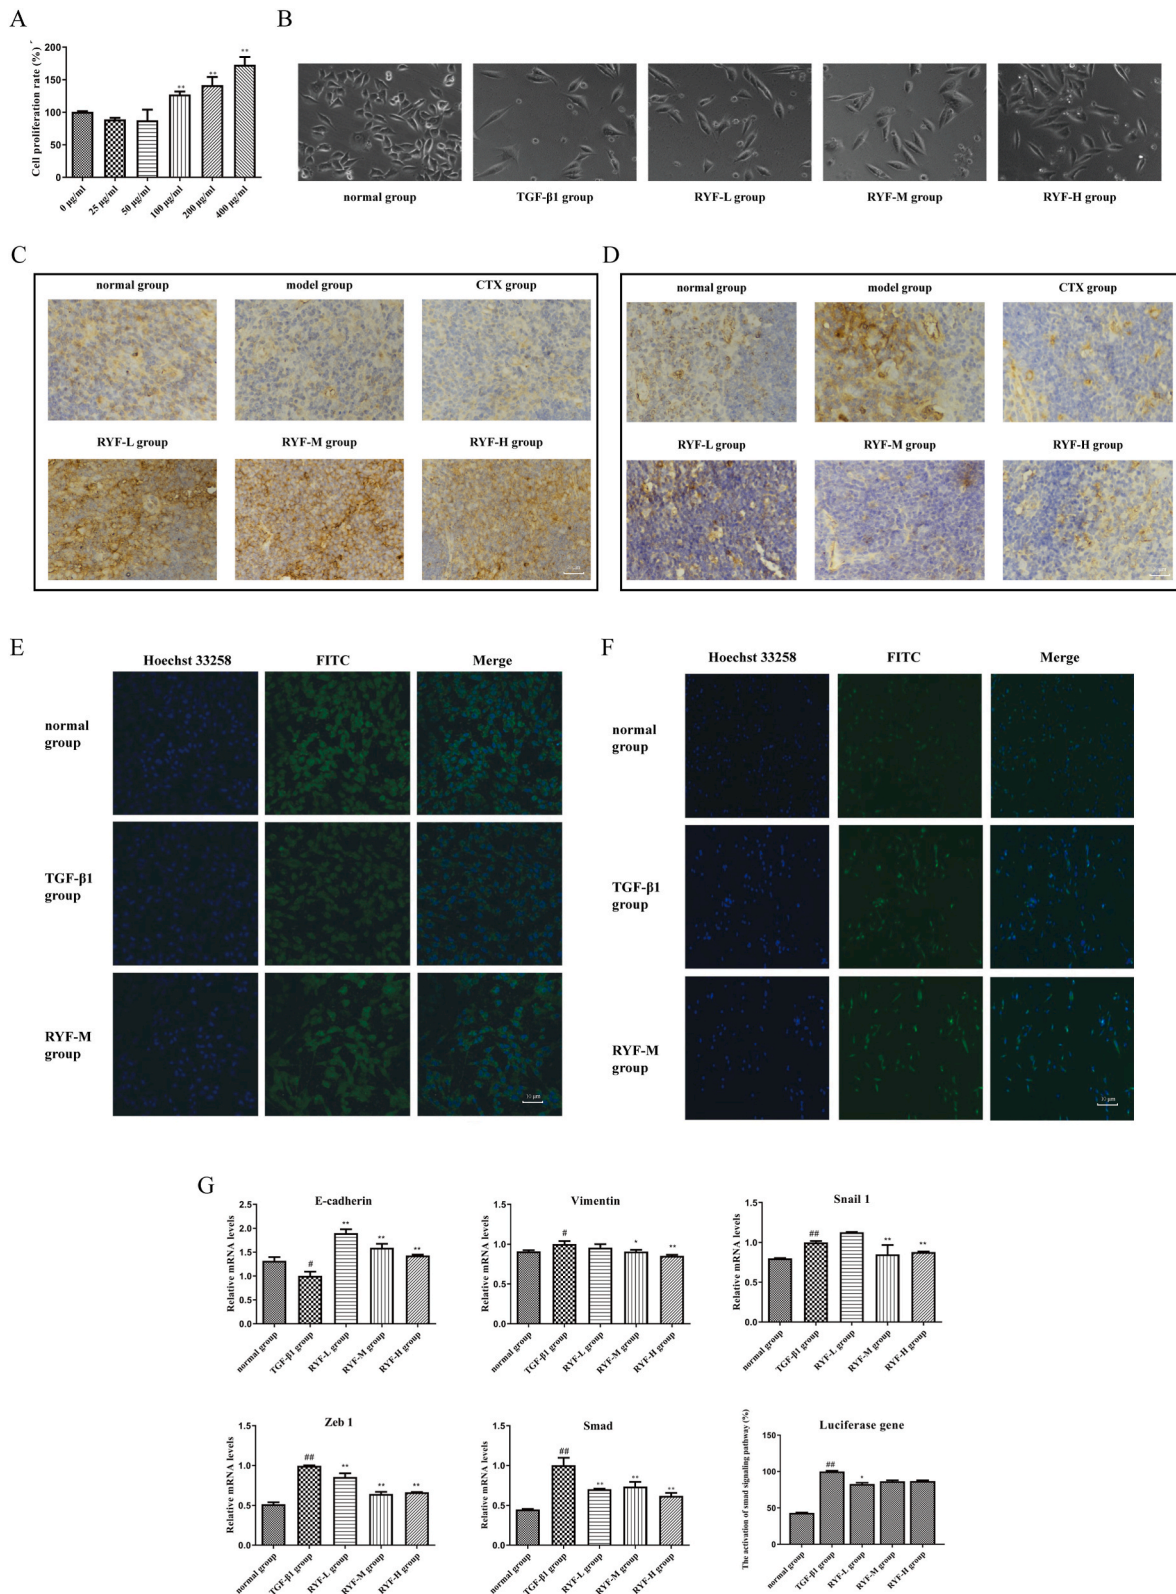 A
B
Cell proliferation rate (%)
200
150
100
50
0
**
**
**
0 μg/ml
25 μg/ml
50 μg/ml
100 μg/ml
200 μg/ml
400 μg/ml
normal group
TGF-β1 group
RYF-L group
RYF-M group
RYF-H group
C
D
normal group
model group
CTX group
RYF-L group
RYF-M group
RYF-H group
normal group
model group
CTX group
RYF-L group
RYF-M group
RYF-H group
E
Hoechst 33258
FITC
Merge
normal
group
TGF-β1
group
RYF-M
group
10 μm
F
Hoechst 33258
FITC
Merge
normal
group
TGF-β1
group
RYF-M
group
10 μm
G
E-cadherin
Relative mRNA levels
2.5
2.0
1.5
1.0
0.5
0.0
#
**
**
**
normal group
TGF-β1 group
RYF-L group
RYF-M group
RYF-H group
Vimentin
Relative mRNA levels
1.5
1.0
0.5
0.0
#
*
**
normal group
TGF-β1 group
RYF-L group
RYF-M group
RYF-H group
Snail 1
Relative mRNA levels
1.5
1.0
0.5
0.0
##
**
**
normal group
TGF-β1 group
RYF-L group
RYF-M group
RYF-H group
Zeb 1
Relative mRNA levels
1.5
1.0
0.5
0.0
##
**
**
**
normal group
TGF-β1 group
RYF-L group
RYF-M group
RYF-H group
Smad
Relative mRNA levels
1.5
1.0
0.5
0.0
##
**
**
**
normal group
TGF-β1 group
RYF-L group
RYF-M group
RYF-H group
Luciferase gene
The activation of smad signaling pathway (%)
150
100
50
0
##
*
normal group
TGF-β1 group
RYF-L group
RYF-M group
RYF-H group